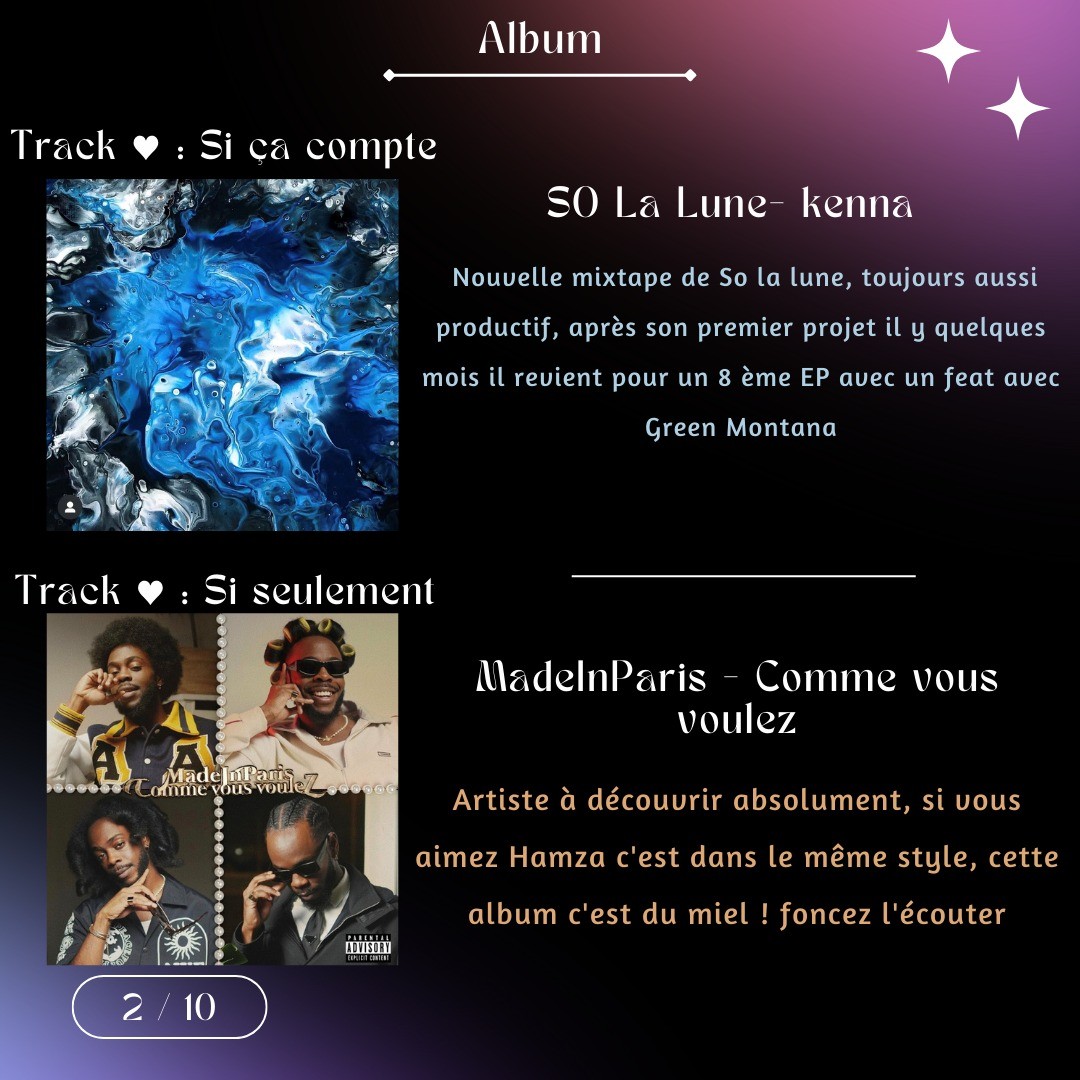 Album
Track ♥ : Si ça compte
SO La Lune- kenna
Nouvelle mixtape de So la lune, toujours aussi
productif, après son premier projet il y quelques
mois il revient pour un 8 ème EP avec un feat avec
Green Montana
Track ♥ : Si seulement
MadeInParis - Comme vous
voulez
Artiste à découvrir absolument, si vous
aimez Hamza c'est dans le même style, cette
album c'est du miel ! foncez l'écouter
A A
MadeInParis
Comme vous voulez
PARENTAL
ADVISORY
EXPLICIT CONTENT
2 / 10